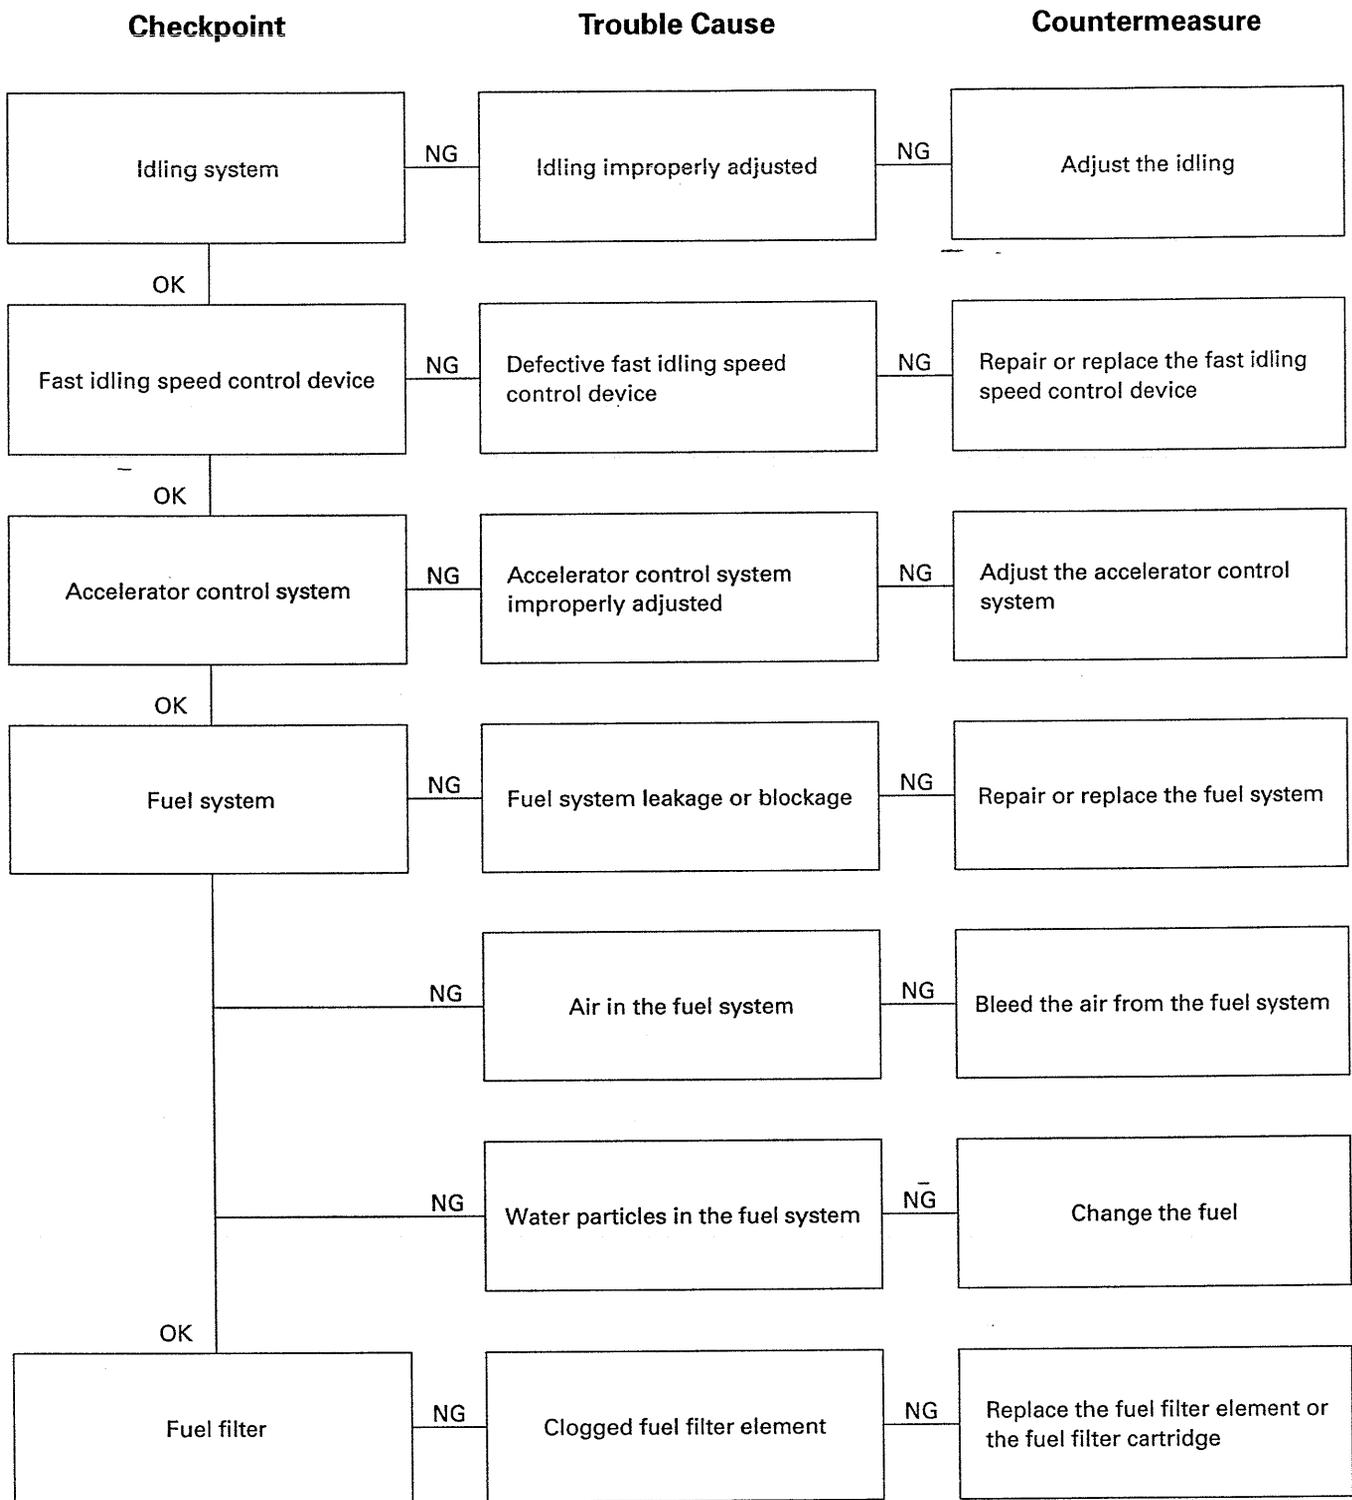 Checkpoint
Trouble Cause
Countermeasure
Idling system
NG
Idling improperly adjusted
NG
Adjust the idling
OK
Fast idling speed control device
NG
Defective fast idling speed
control device
NG
Repair or replace the fast idling
speed control device
OK
Accelerator control system
NG
Accelerator control system
improperly adjusted
NG
Adjust the accelerator control
system
OK
Fuel system
NG
Fuel system leakage or blockage
NG
Repair or replace the fuel system
NG
Air in the fuel system
NG
Bleed the air from the fuel system
NG
Water particles in the fuel system
NG
Change the fuel
OK
Fuel filter
NG
Clogged fuel filter element
NG
Replace the fuel filter element or
the fuel filter cartridge